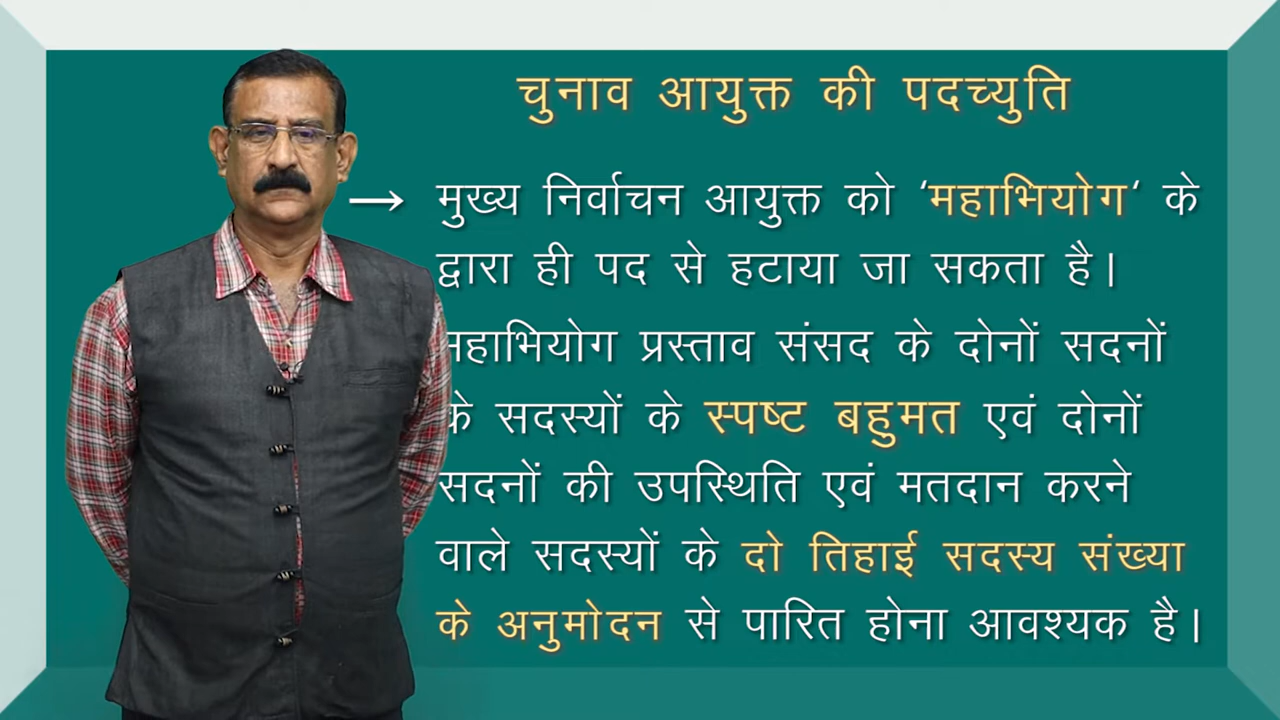 चुनाव आयुक्त की पदच्युति
→ मुख्य निर्वाचन आयुक्त को ‘महाभियोग‘ के
द्वारा ही पद से हटाया जा सकता है।
महाभियोग प्रस्ताव संसद के दोनों सदनों
के सदस्यों के स्पष्ट बहुमत एवं दोनों
सदनों की उपस्थिति एवं मतदान करने
वाले सदस्यों के दो तिहाई सदस्य संख्या
के अनुमोदन से पारित होना आवश्यक है।